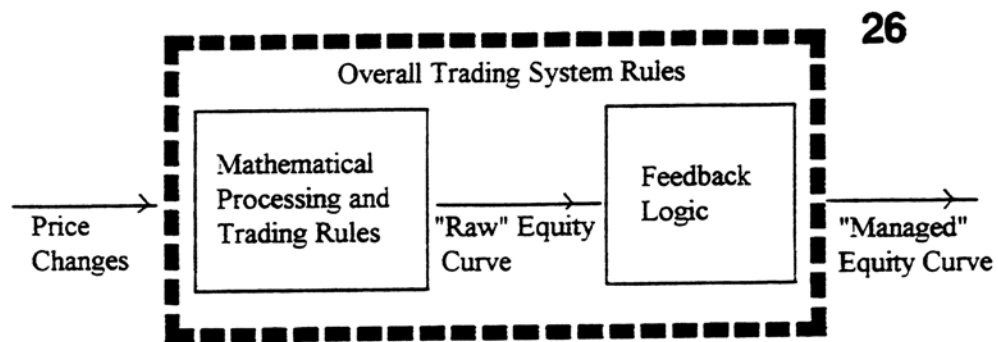 26
Overall Trading System Rules
Mathematical
Processing and
Trading Rules
Feedback
Logic
Price
Changes
"Raw" Equity
Curve
"Managed"
Equity Curve